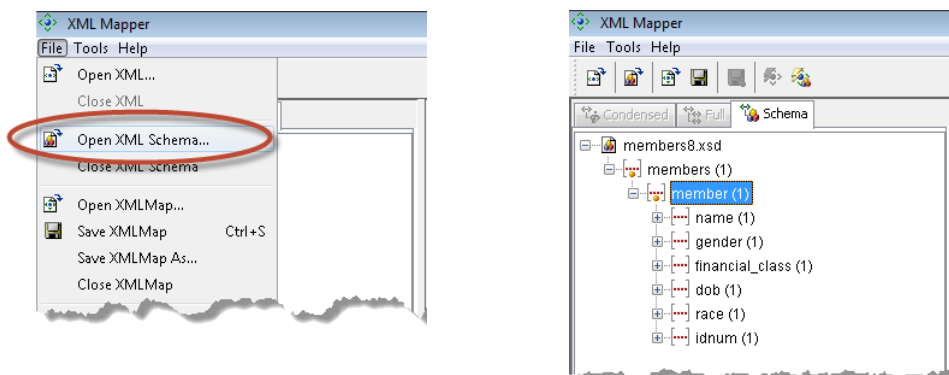 XML Mapper
File Tools Help
Open XML...
Close XML
Open XML Schema...
Close XML Schema
Open XMLMap...
Save XMLMap Ctrl+S
Save XMLMap As...
Close XMLMap
XML Mapper
File Tools Help
Condensed Full Schema
members8.xsd
members (1)
member (1)
name (1)
gender (1)
financial_class (1)
dob (1)
race (1)
idnum (1)